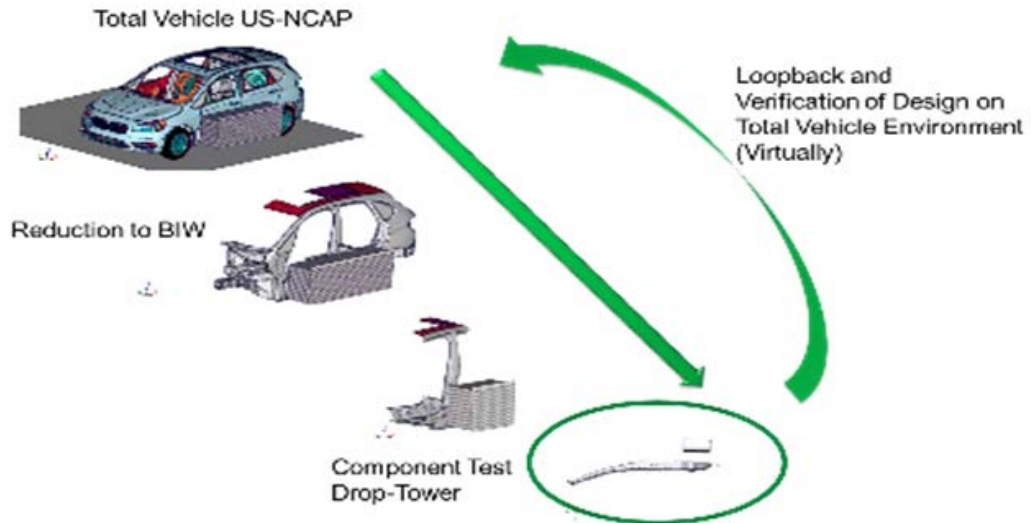 Total Vehicle US-NCAP
Loopback and
Verification of Design on
Total Vehicle Environment
(Virtually)
Reduction to BIW
Component Test
Drop-Tower